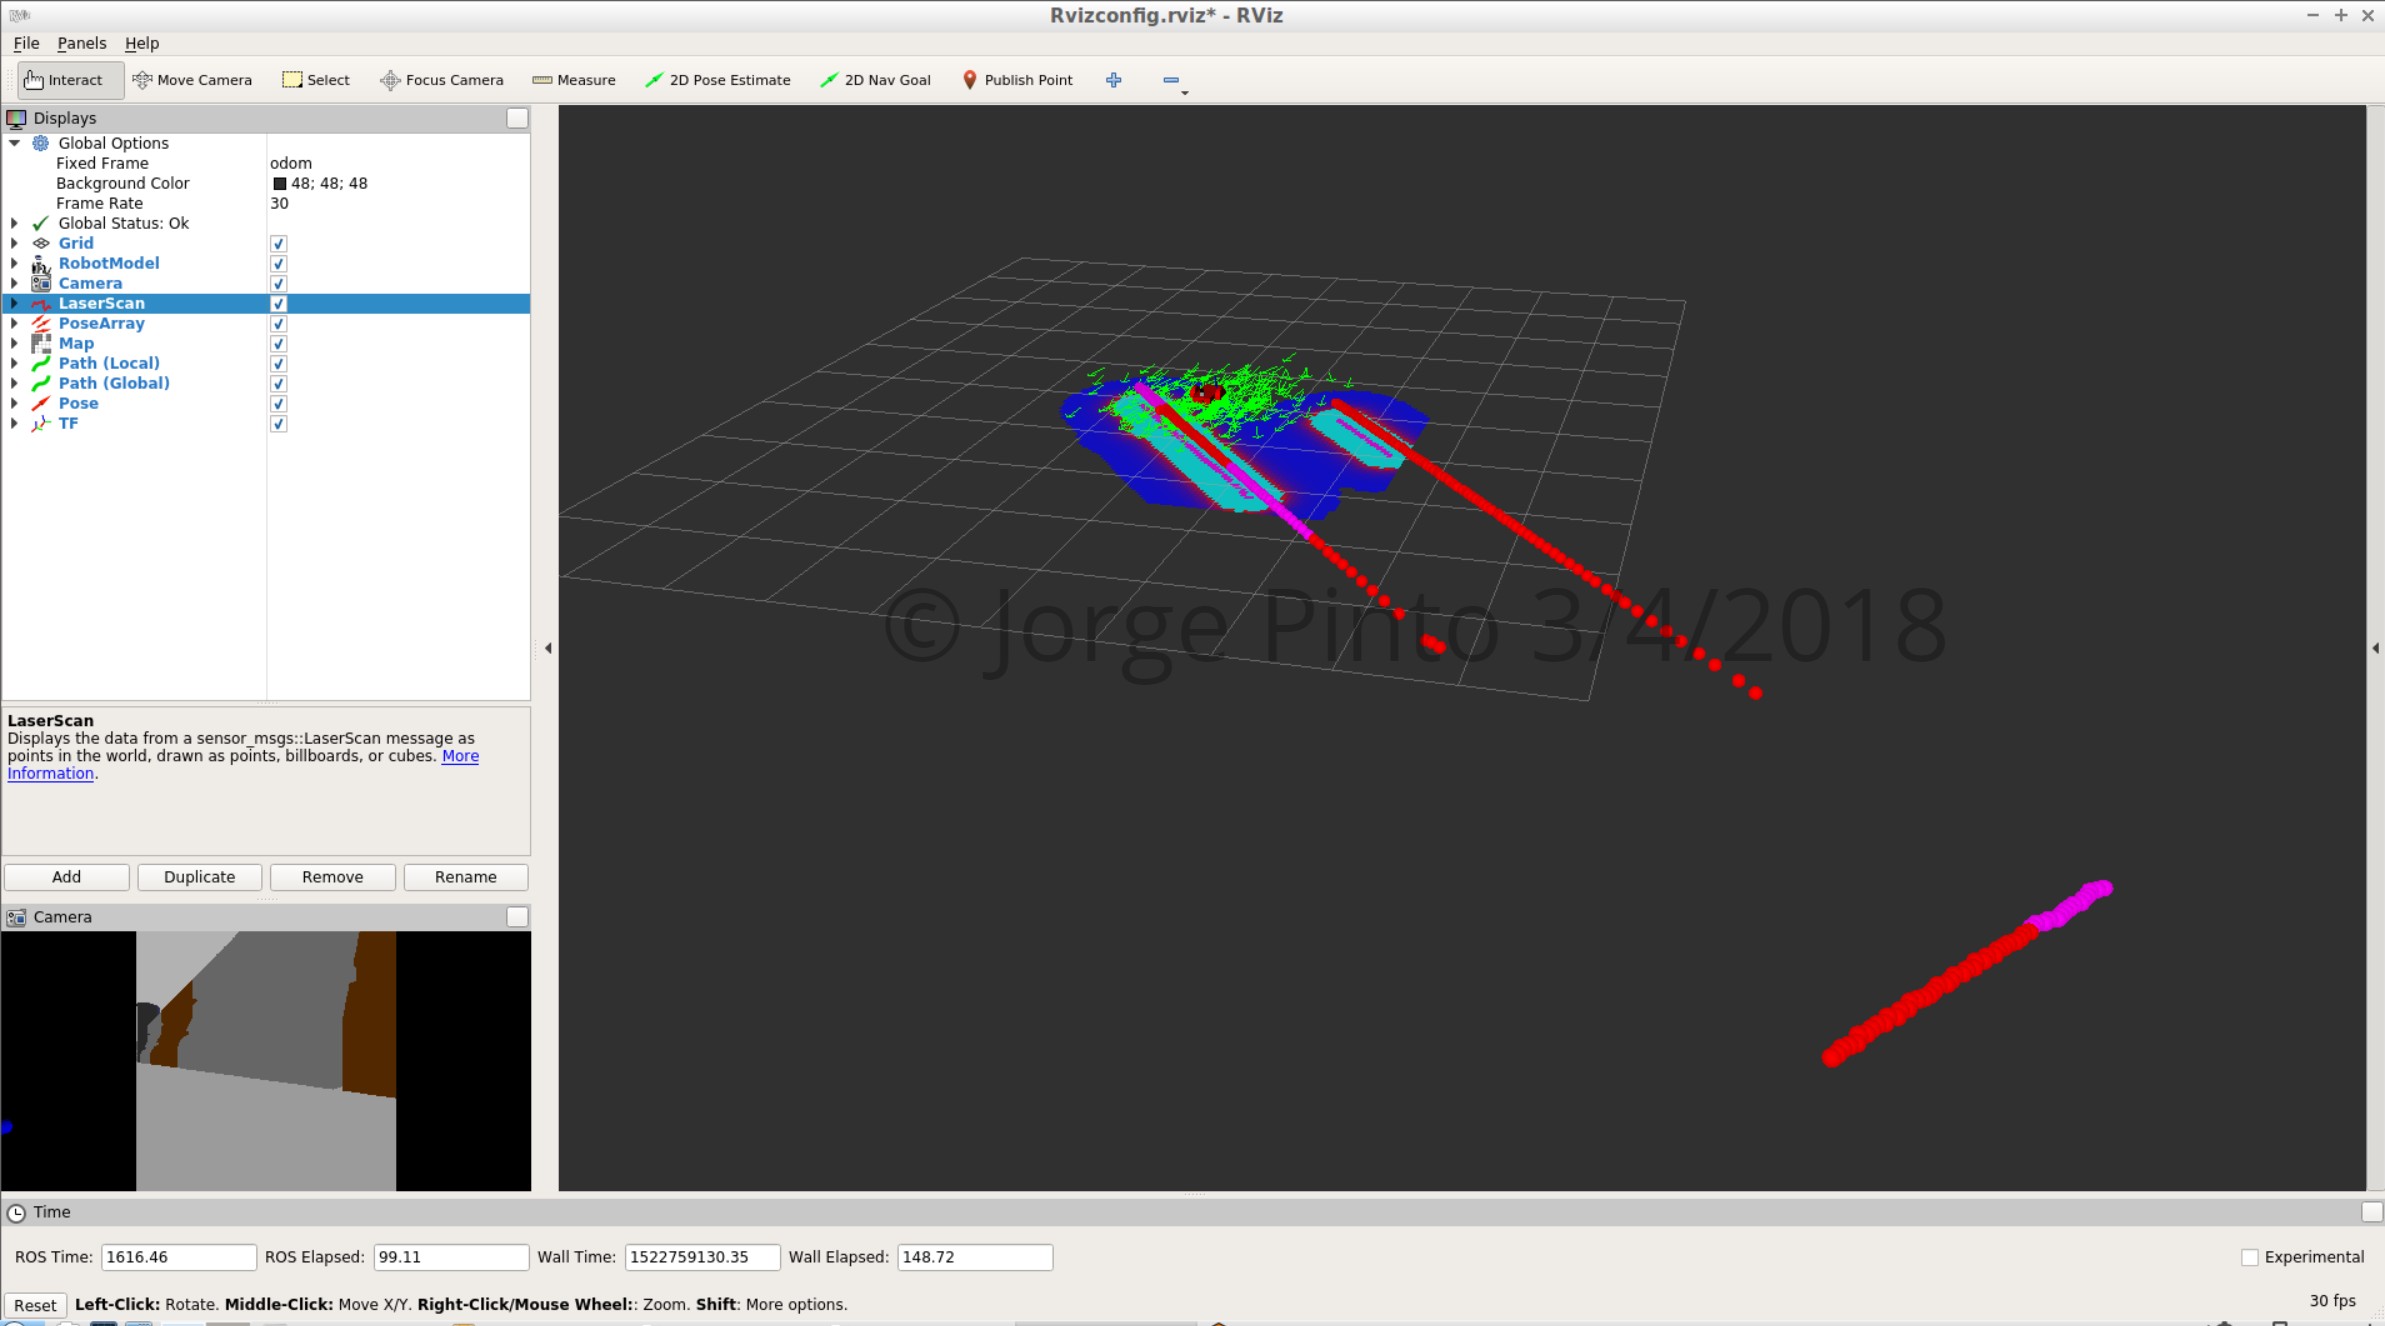 Rvizconfig.rviz* - RViz
File Panels Help
Interact Move Camera Select Focus Camera Measure 2D Pose Estimate 2D Nav Goal Publish Point
Displays
Global Options
Fixed Frame odom
Background Color 48; 48; 48
Frame Rate 30
Global Status: Ok
Grid
RobotModel
Camera
LaserScan
PoseArray
Map
Path (Local)
Path (Global)
Pose
TF
LaserScan
Displays the data from a sensor_msgs::LaserScan message as
points in the world, drawn as points, billboards, or cubes. More
Information.
Add Duplicate Remove Rename
Camera
© Jorge Pinto 3/4/2018
Time
ROS Time: 1616.46 ROS Elapsed: 99.11 Wall Time: 1522759130.35 Wall Elapsed: 148.72 Experimental
Reset Left-Click: Rotate. Middle-Click: Move X/Y. Right-Click/Mouse Wheel:: Zoom. Shift: More options. 30 fps